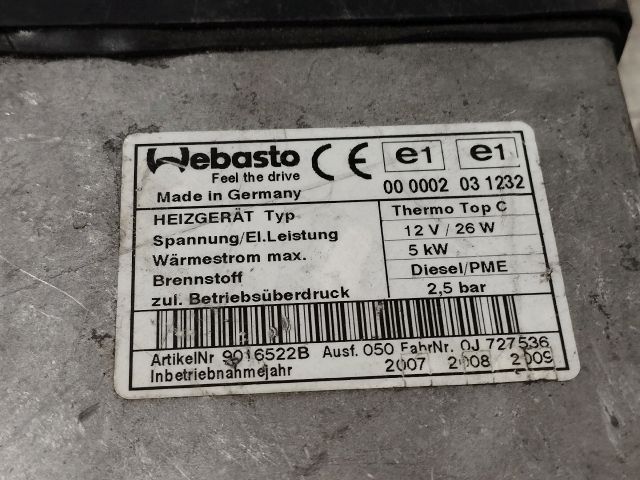 Webasto CE e1 e1
Feel the drive
Made in Germany 00 0002 03 1232
HEIZGERÄT Typ Thermo Top C
Spannung/El.Leistung 12 V / 26 W
Wärmestrom max. 5 kW
Brennstoff Diesel/PME
zul. Betriebsüberdruck 2,5 bar
ArtikelNr 9016522B Ausf. 050 FahrNr. OJ 727536
Inbetriebnahmejahr 2007 2008 2009